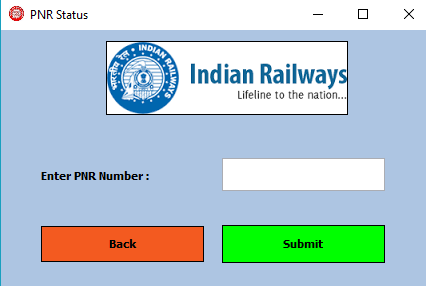 PNR Status
INDIAN RAILWAYS
भारतीय रेल
Indian Railways
Lifeline to the nation...
Enter PNR Number :
Back
Submit